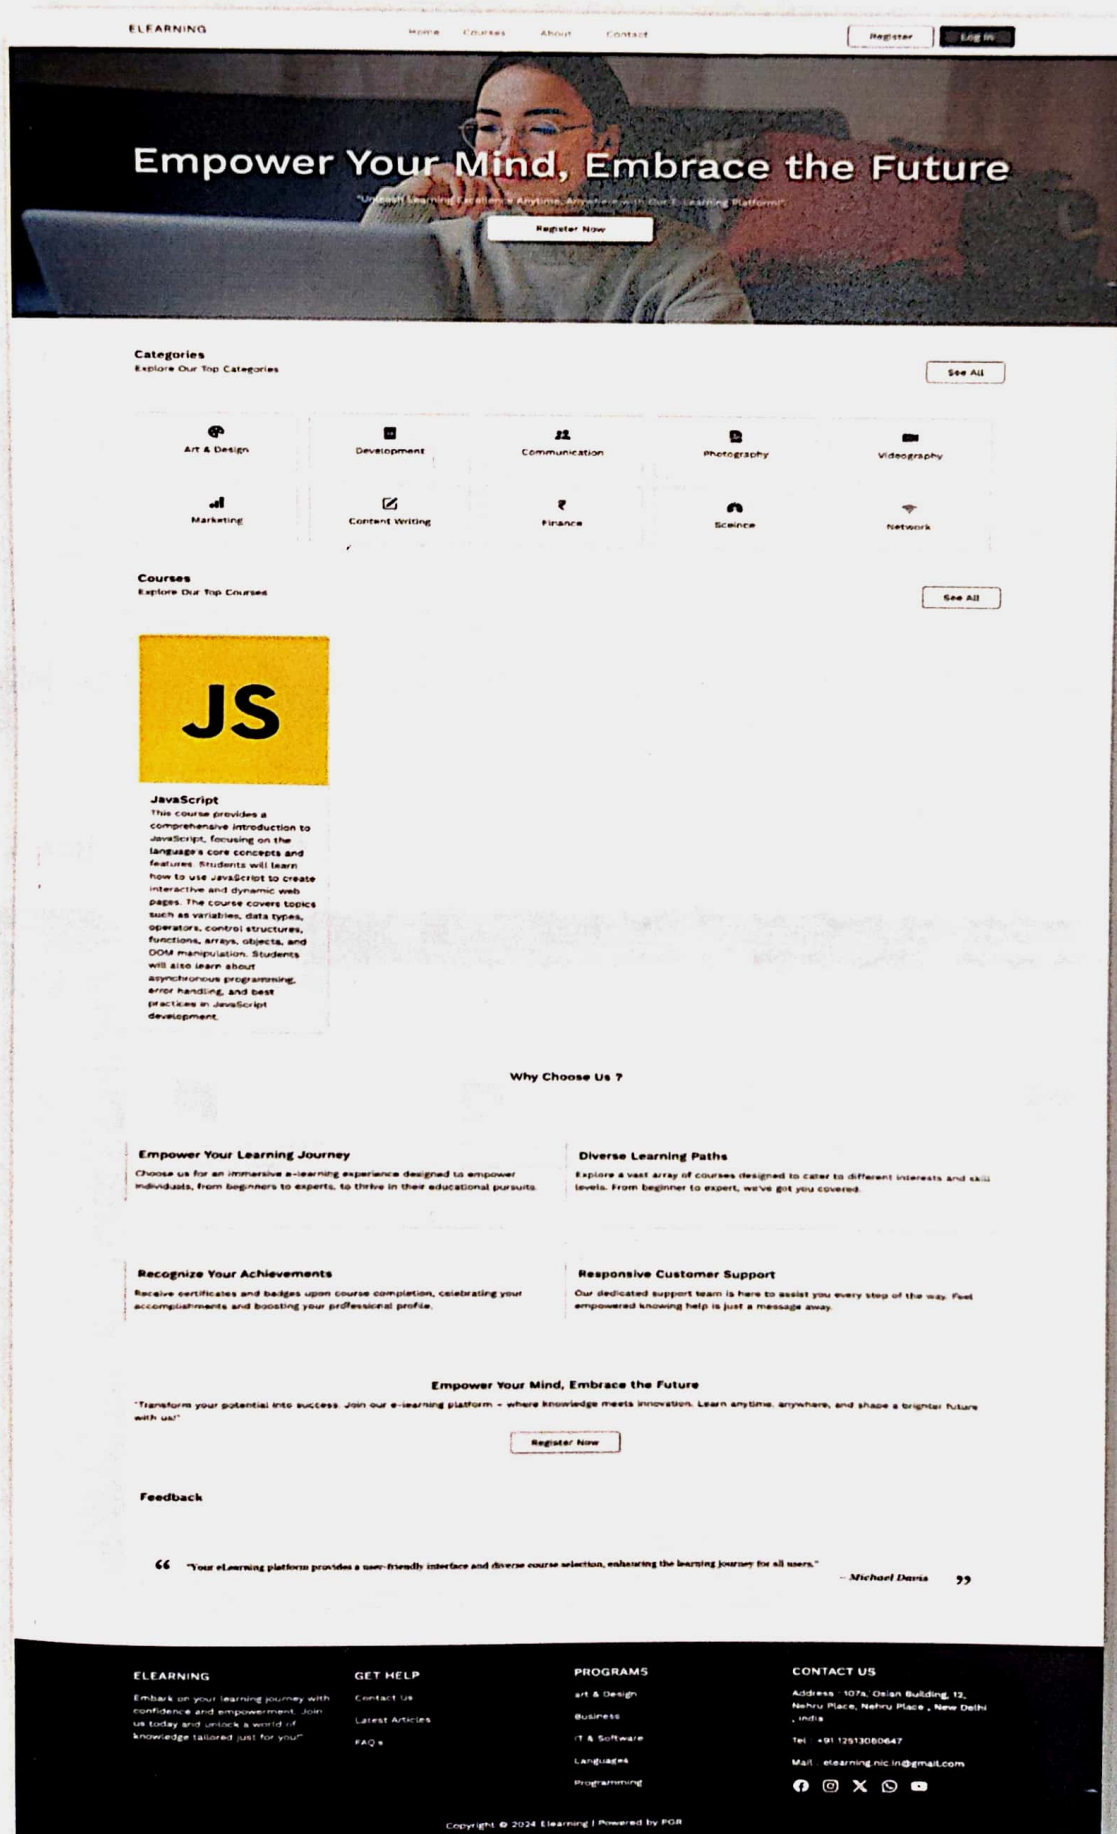 ELEARNING
Home Courses About Contact
Register Log In
Empower Your Mind, Embrace the Future
"Unleash Learning Excellence Anytime, Anywhere with Our E-Learning Platform!"
Register Now
Categories
Explore Our Top Categories
See All
Art & Design
Development
Communication
Photography
Videography
Marketing
Content Writing
Finance
Sceince
Network
Courses
Explore Our Top Courses
See All
JS
JavaScript
This course provides a
comprehensive introduction to
JavaScript, focusing on the
language's core concepts and
features. Students will learn
how to use JavaScript to create
interactive and dynamic web
pages. The course covers topics
such as variables, data types,
operators, control structures,
functions, arrays, objects, and
DOM manipulation. Students
will also learn about
asynchronous programming,
error handling, and best
practices in JavaScript
development.
Why Choose Us ?
Empower Your Learning Journey
Choose us for an immersive e-learning experience designed to empower
individuals, from beginners to experts, to thrive in their educational pursuits.
Diverse Learning Paths
Explore a vast array of courses designed to cater to different interests and skill
levels. From beginner to expert, we've got you covered.
Recognize Your Achievements
Receive certificates and badges upon course completion, celebrating your
accomplishments and boosting your professional profile.
Responsive Customer Support
Our dedicated support team is here to assist you every step of the way. Feel
empowered knowing help is just a message away.
Empower Your Mind, Embrace the Future
"Transform your potential into success. Join our e-learning platform – where knowledge meets innovation. Learn anytime, anywhere, and shape a brighter future
with us!"
Register Now
Feedback
“ "Your eLearning platform provides a user-friendly interface and diverse course selection, enhancing the learning journey for all users."
– Michael Davis ”
ELEARNING
Embark on your learning journey with
confidence and empowerment. Join
us today and unlock a world of
knowledge tailored just for you!"
GET HELP
Contact Us
Latest Articles
FAQ s
PROGRAMS
art & Design
Business
IT & Software
Languages
Programming
CONTACT US
Address : 107a, Osian Building, 12,
Nehru Place, Nehru Place , New Delhi
, india
Tel : +91 12513060647
Mail : elearning.nic.in@gmail.com
Copyright © 2024 Elearning | Powered by PGR